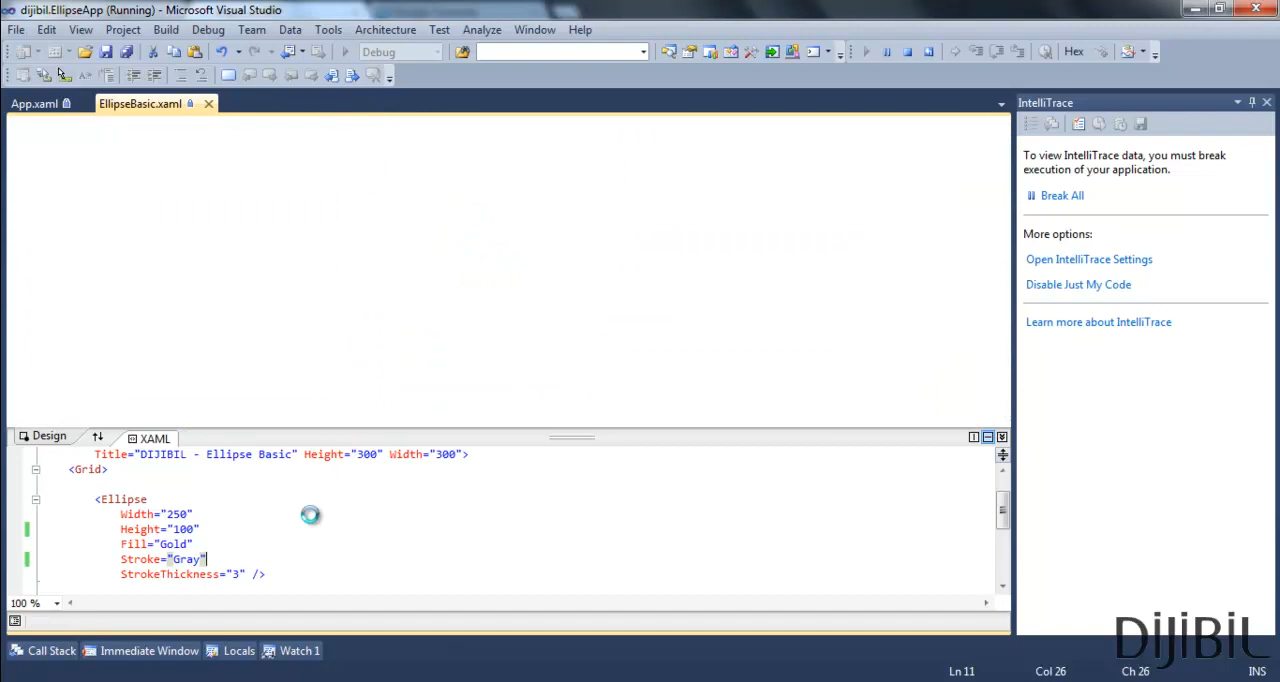 dijibil.EllipseApp (Running) - Microsoft Visual Studio
File Edit View Project Build Debug Team Data Tools Architecture Test Analyze Window Help
Debug Hex
App.xaml EllipseBasic.xaml
IntelliTrace
To view IntelliTrace data, you must break
execution of your application.
Break All
More options:
Open IntelliTrace Settings
Disable Just My Code
Learn more about IntelliTrace
Design XAML
Title="DIJIBIL - Ellipse Basic" Height="300" Width="300">
<Grid>
<Ellipse
Width="250"
Height="100"
Fill="Gold"
Stroke="Gray"
StrokeThickness="3" />
100 %
Call Stack Immediate Window Locals Watch 1
DiJiBiL
Ln 11 Col 26 Ch 26 INS